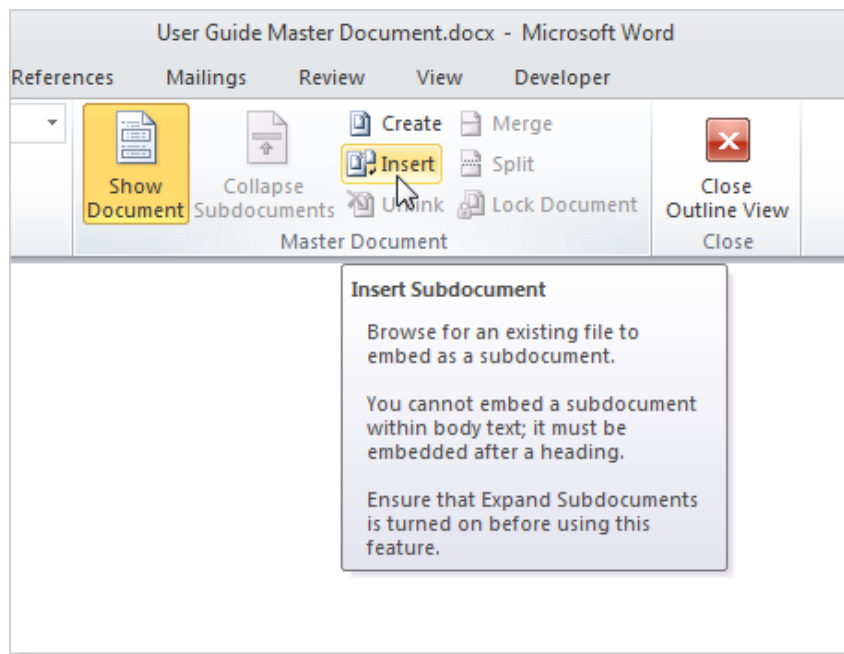 User Guide Master Document.docx - Microsoft Wo
References Mailings Review View Developer
Show Document
Collapse Subdocuments
Create
Insert
Unlink
Merge
Split
Lock Document
Master Document
Close Outline View
Close
Insert Subdocument
Browse for an existing file to
embed as a subdocument.
You cannot embed a subdocument
within body text; it must be
embedded after a heading.
Ensure that Expand Subdocuments
is turned on before using this
feature.